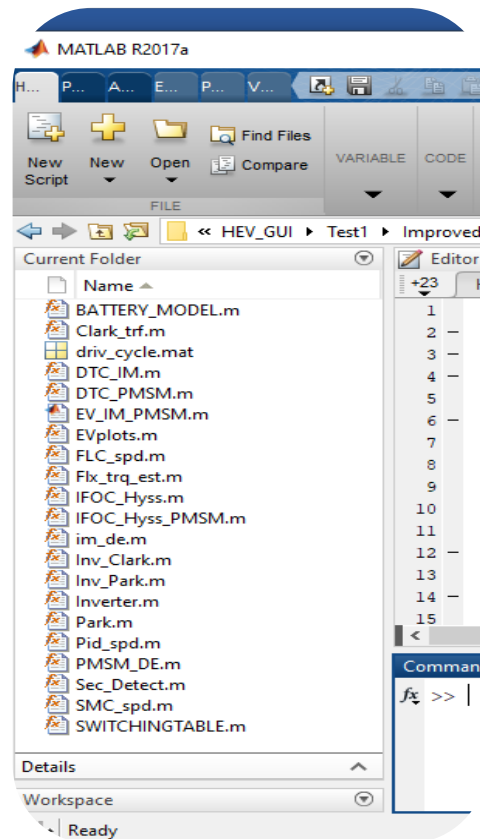 MATLAB R2017a
H... P... A... E... P... V...
New Script
New
Open
Find Files
Compare
VARIABLE
CODE
FILE
« HEV_GUI ▸ Test1 ▸ Improved
Current Folder
Name
BATTERY_MODEL.m
Clark_trf.m
driv_cycle.mat
DTC_IM.m
DTC_PMSM.m
EV_IM_PMSM.m
EVplots.m
FLC_spd.m
Flx_trq_est.m
IFOC_Hyss.m
IFOC_Hyss_PMSM.m
im_de.m
Inv_Clark.m
Inv_Park.m
Inverter.m
Park.m
Pid_spd.m
PMSM_DE.m
Sec_Detect.m
SMC_spd.m
SWITCHINGTABLE.m
Details
Workspace
Ready
Editor
+23 H
1
2 –
3 –
4 –
5
6 –
7
8
9
10
11
12 –
13
14 –
15
Comman
fx >>